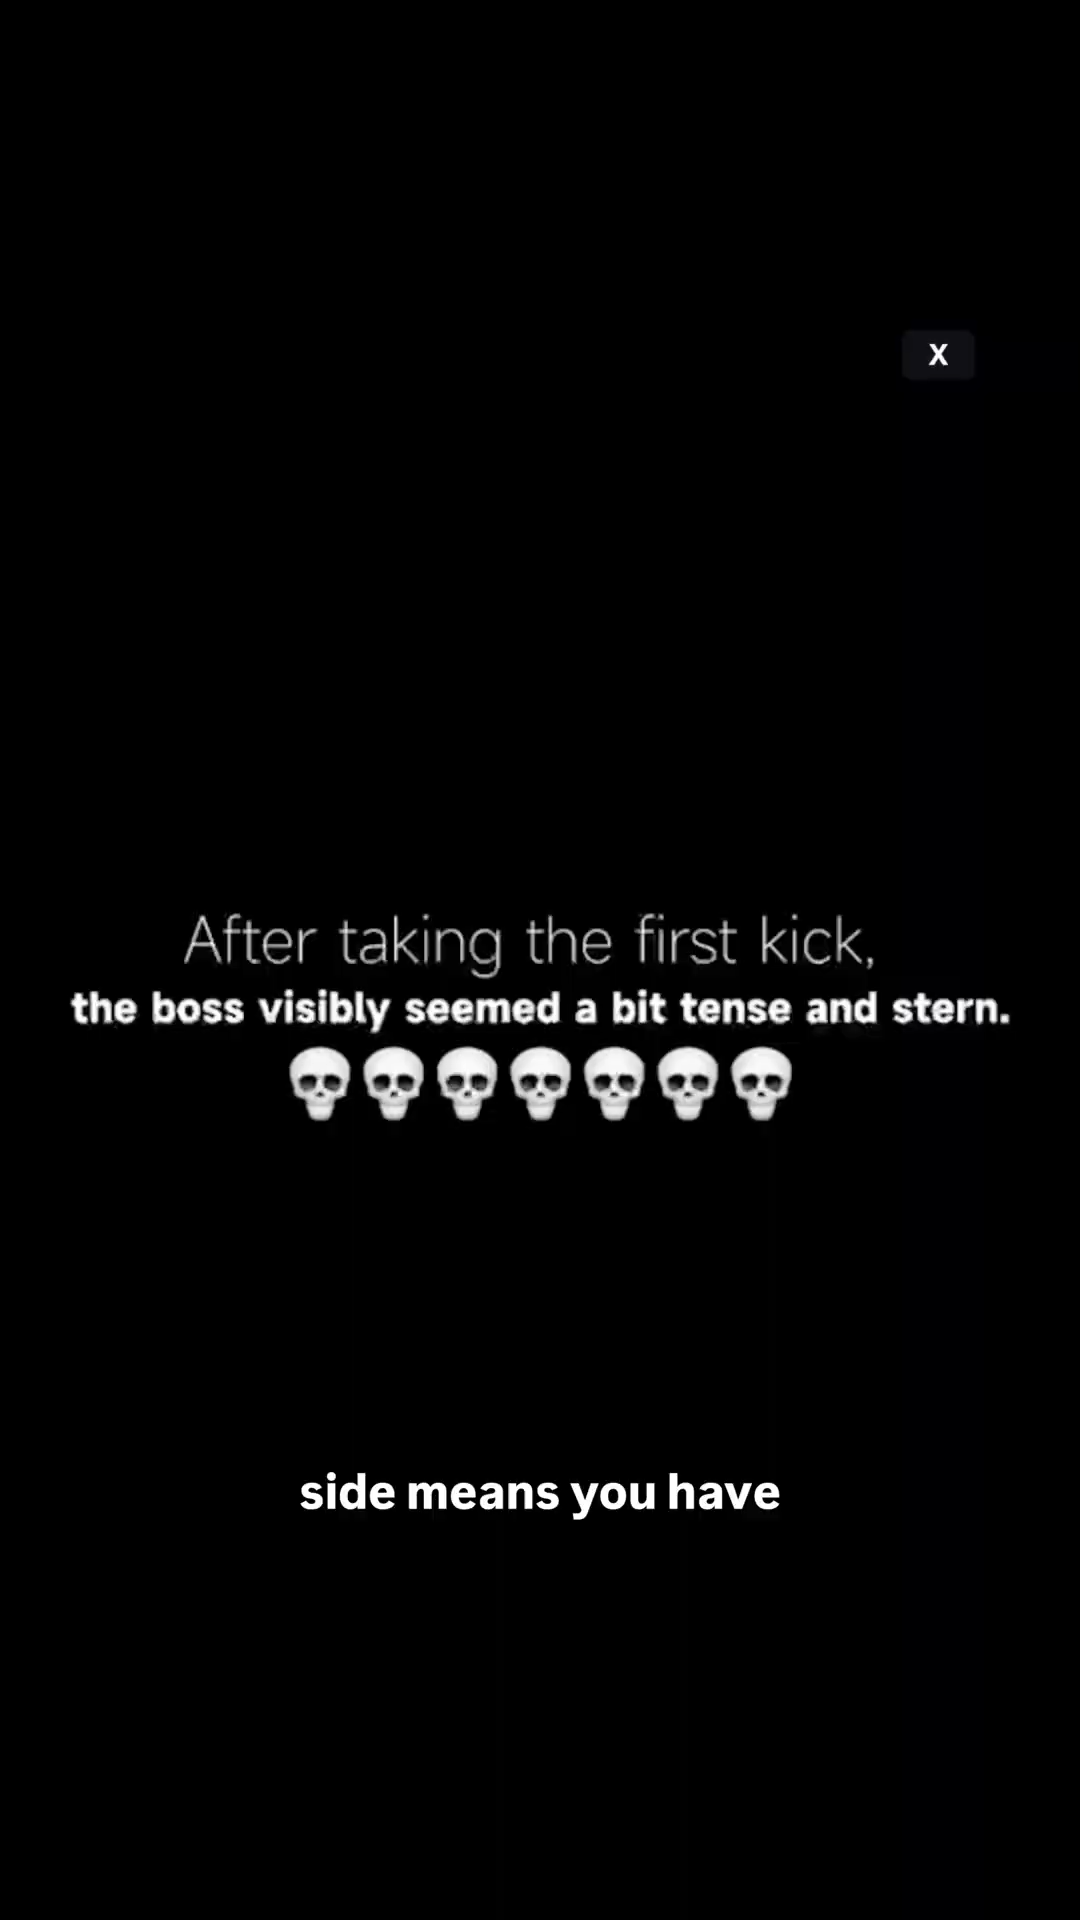 X
After taking the first kick,
the boss visibly seemed a bit tense and stern.
💀💀💀💀💀💀💀
side means you have